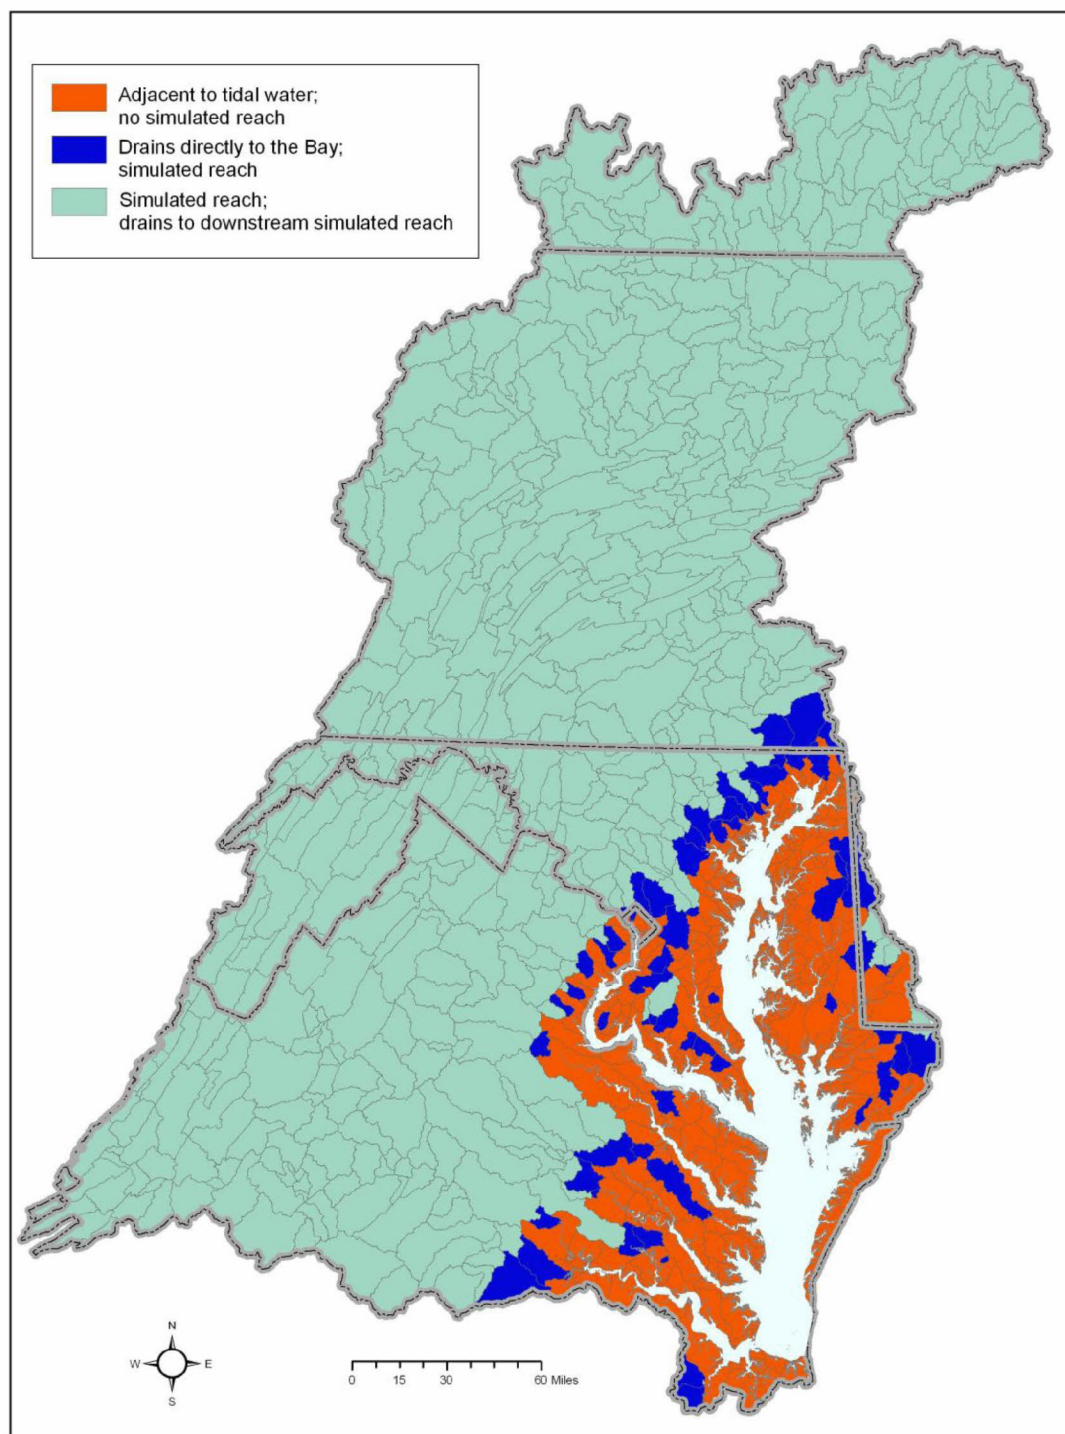 Adjacent to tidal water;
no simulated reach
Drains directly to the Bay;
simulated reach
Simulated reach;
drains to downstream simulated reach
N
W E
S
0 15 30 60 Miles